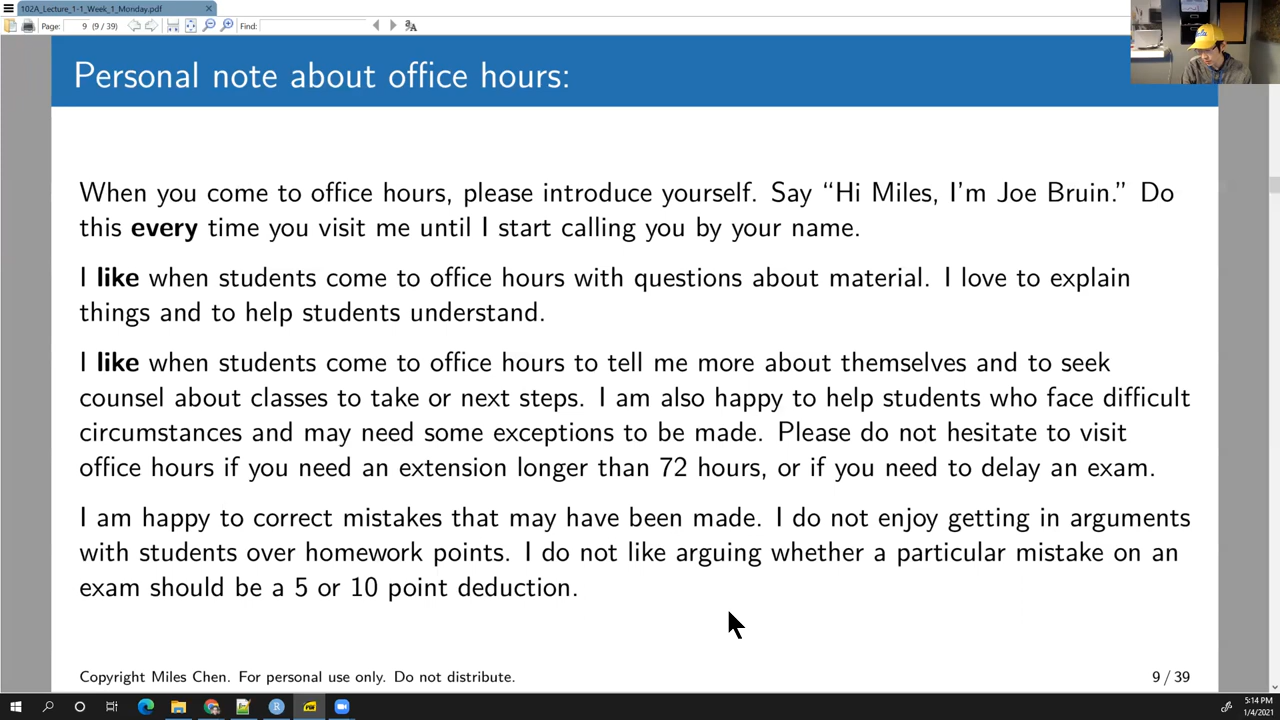 102A_Lecture_1-1_Week_1_Monday.pdf
Page: 9 (9 / 39) Find:
Personal note about office hours:
When you come to office hours, please introduce yourself. Say “Hi Miles, I’m Joe Bruin.” Do
this every time you visit me until I start calling you by your name.
I like when students come to office hours with questions about material. I love to explain
things and to help students understand.
I like when students come to office hours to tell me more about themselves and to seek
counsel about classes to take or next steps. I am also happy to help students who face difficult
circumstances and may need some exceptions to be made. Please do not hesitate to visit
office hours if you need an extension longer than 72 hours, or if you need to delay an exam.
I am happy to correct mistakes that may have been made. I do not enjoy getting in arguments
with students over homework points. I do not like arguing whether a particular mistake on an
exam should be a 5 or 10 point deduction.
Copyright Miles Chen. For personal use only. Do not distribute.
9 / 39
5:14 PM
1/4/2021